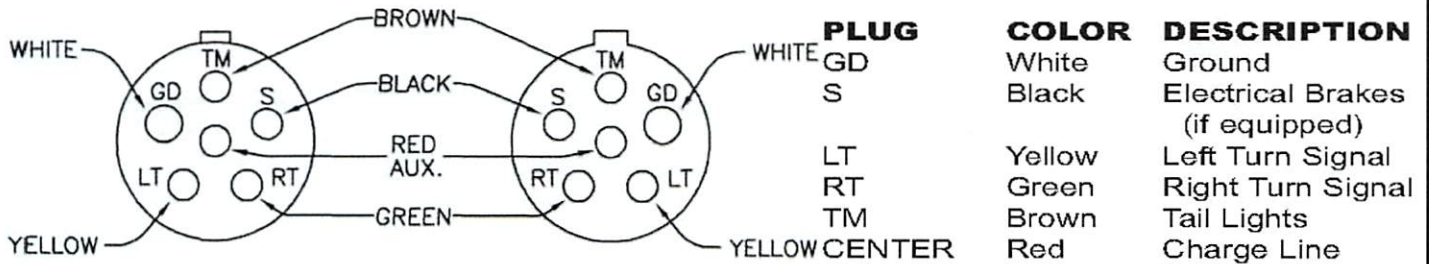 BROWN
WHITE
TM
GD
S
BLACK
RED
AUX.
LT
RT
GREEN
YELLOW
WHITE
TM
S
GD
RT
LT
YELLOW
PLUG COLOR DESCRIPTION
GD White Ground
S Black Electrical Brakes
(if equipped)
LT Yellow Left Turn Signal
RT Green Right Turn Signal
TM Brown Tail Lights
CENTER Red Charge Line